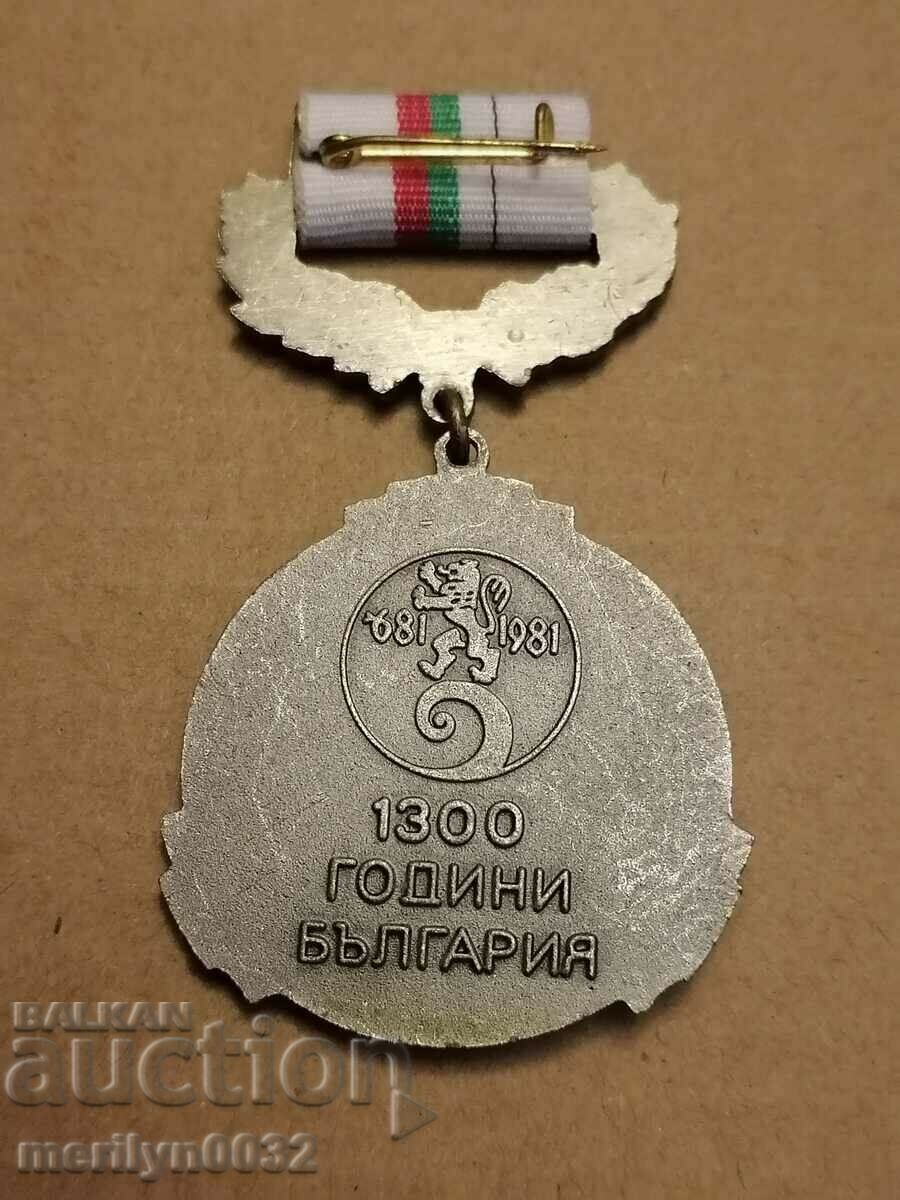 681 1981
1300
ГОДИНИ
БЪЛГАРИЯ
BALKAN
auction
merilyn0032